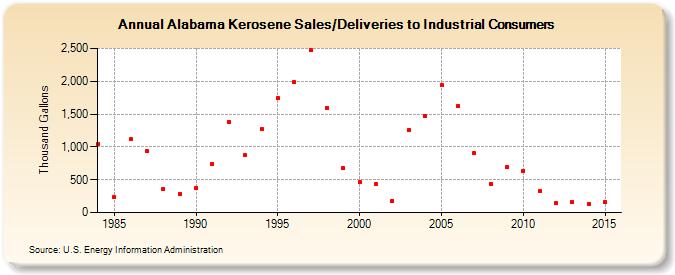 Annual Alabama Kerosene Sales/Deliveries to Industrial Consumers
Thousand Gallons
2,500
2,000
1,500
1,000
500
0
1985 1990 1995 2000 2005 2010 2015
Source: U.S. Energy Information Administration